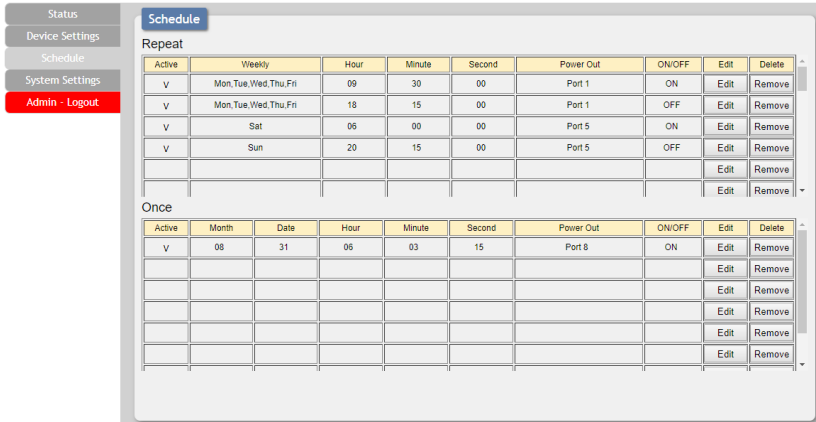 Status
Device Settings
Schedule
System Settings
Admin - Logout
Schedule
Repeat
Active Weekly Hour Minute Second Power Out ON/OFF Edit Delete
V Mon,Tue,Wed,Thu,Fri 09 30 00 Port 1 ON Edit Remove
V Mon,Tue,Wed,Thu,Fri 18 15 00 Port 1 OFF Edit Remove
V Sat 06 00 00 Port 5 ON Edit Remove
V Sun 20 15 00 Port 5 OFF Edit Remove
Edit Remove
Edit Remove
Once
Active Month Date Hour Minute Second Power Out ON/OFF Edit Delete
V 08 31 06 03 15 Port 8 ON Edit Remove
Edit Remove
Edit Remove
Edit Remove
Edit Remove
Edit Remove